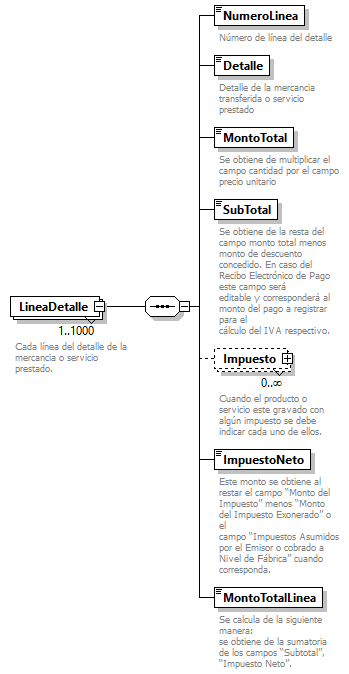 NumeroLinea
Número de línea del detalle
Detalle
Detalle de la mercancia
transferida o servicio
prestado
MontoTotal
Se obtiene de multiplicar el
campo cantidad por el campo
precio unitario
SubTotal
Se obtiene de la resta del
campo monto total menos
monto de descuento
concedido. En caso del
Recibo Electrónico de Pago
este campo será
editable y corresponderá al
monto del pago a registrar
para el
cálculo del IVA respectivo.
LineaDetalle
1..1000
Cada línea del detalle de la
mercancia o servicio
prestado.
Impuesto
0..∞
Cuando el producto o
servicio este gravado con
algún impuesto se debe
indicar cada uno de ellos.
ImpuestoNeto
Este monto se obtiene al
restar el campo “Monto del
Impuesto” menos “Monto
del Impuesto Exonerado” o
el
campo “Impuestos Asumidos
por el Emisor o cobrado a
Nivel de Fábrica” cuando
corresponda.
MontoTotalLinea
Se calcula de la siguiente
manera:
se obtiene de la sumatoria
de los campos “Subtotal”,
“Impuesto Neto”.